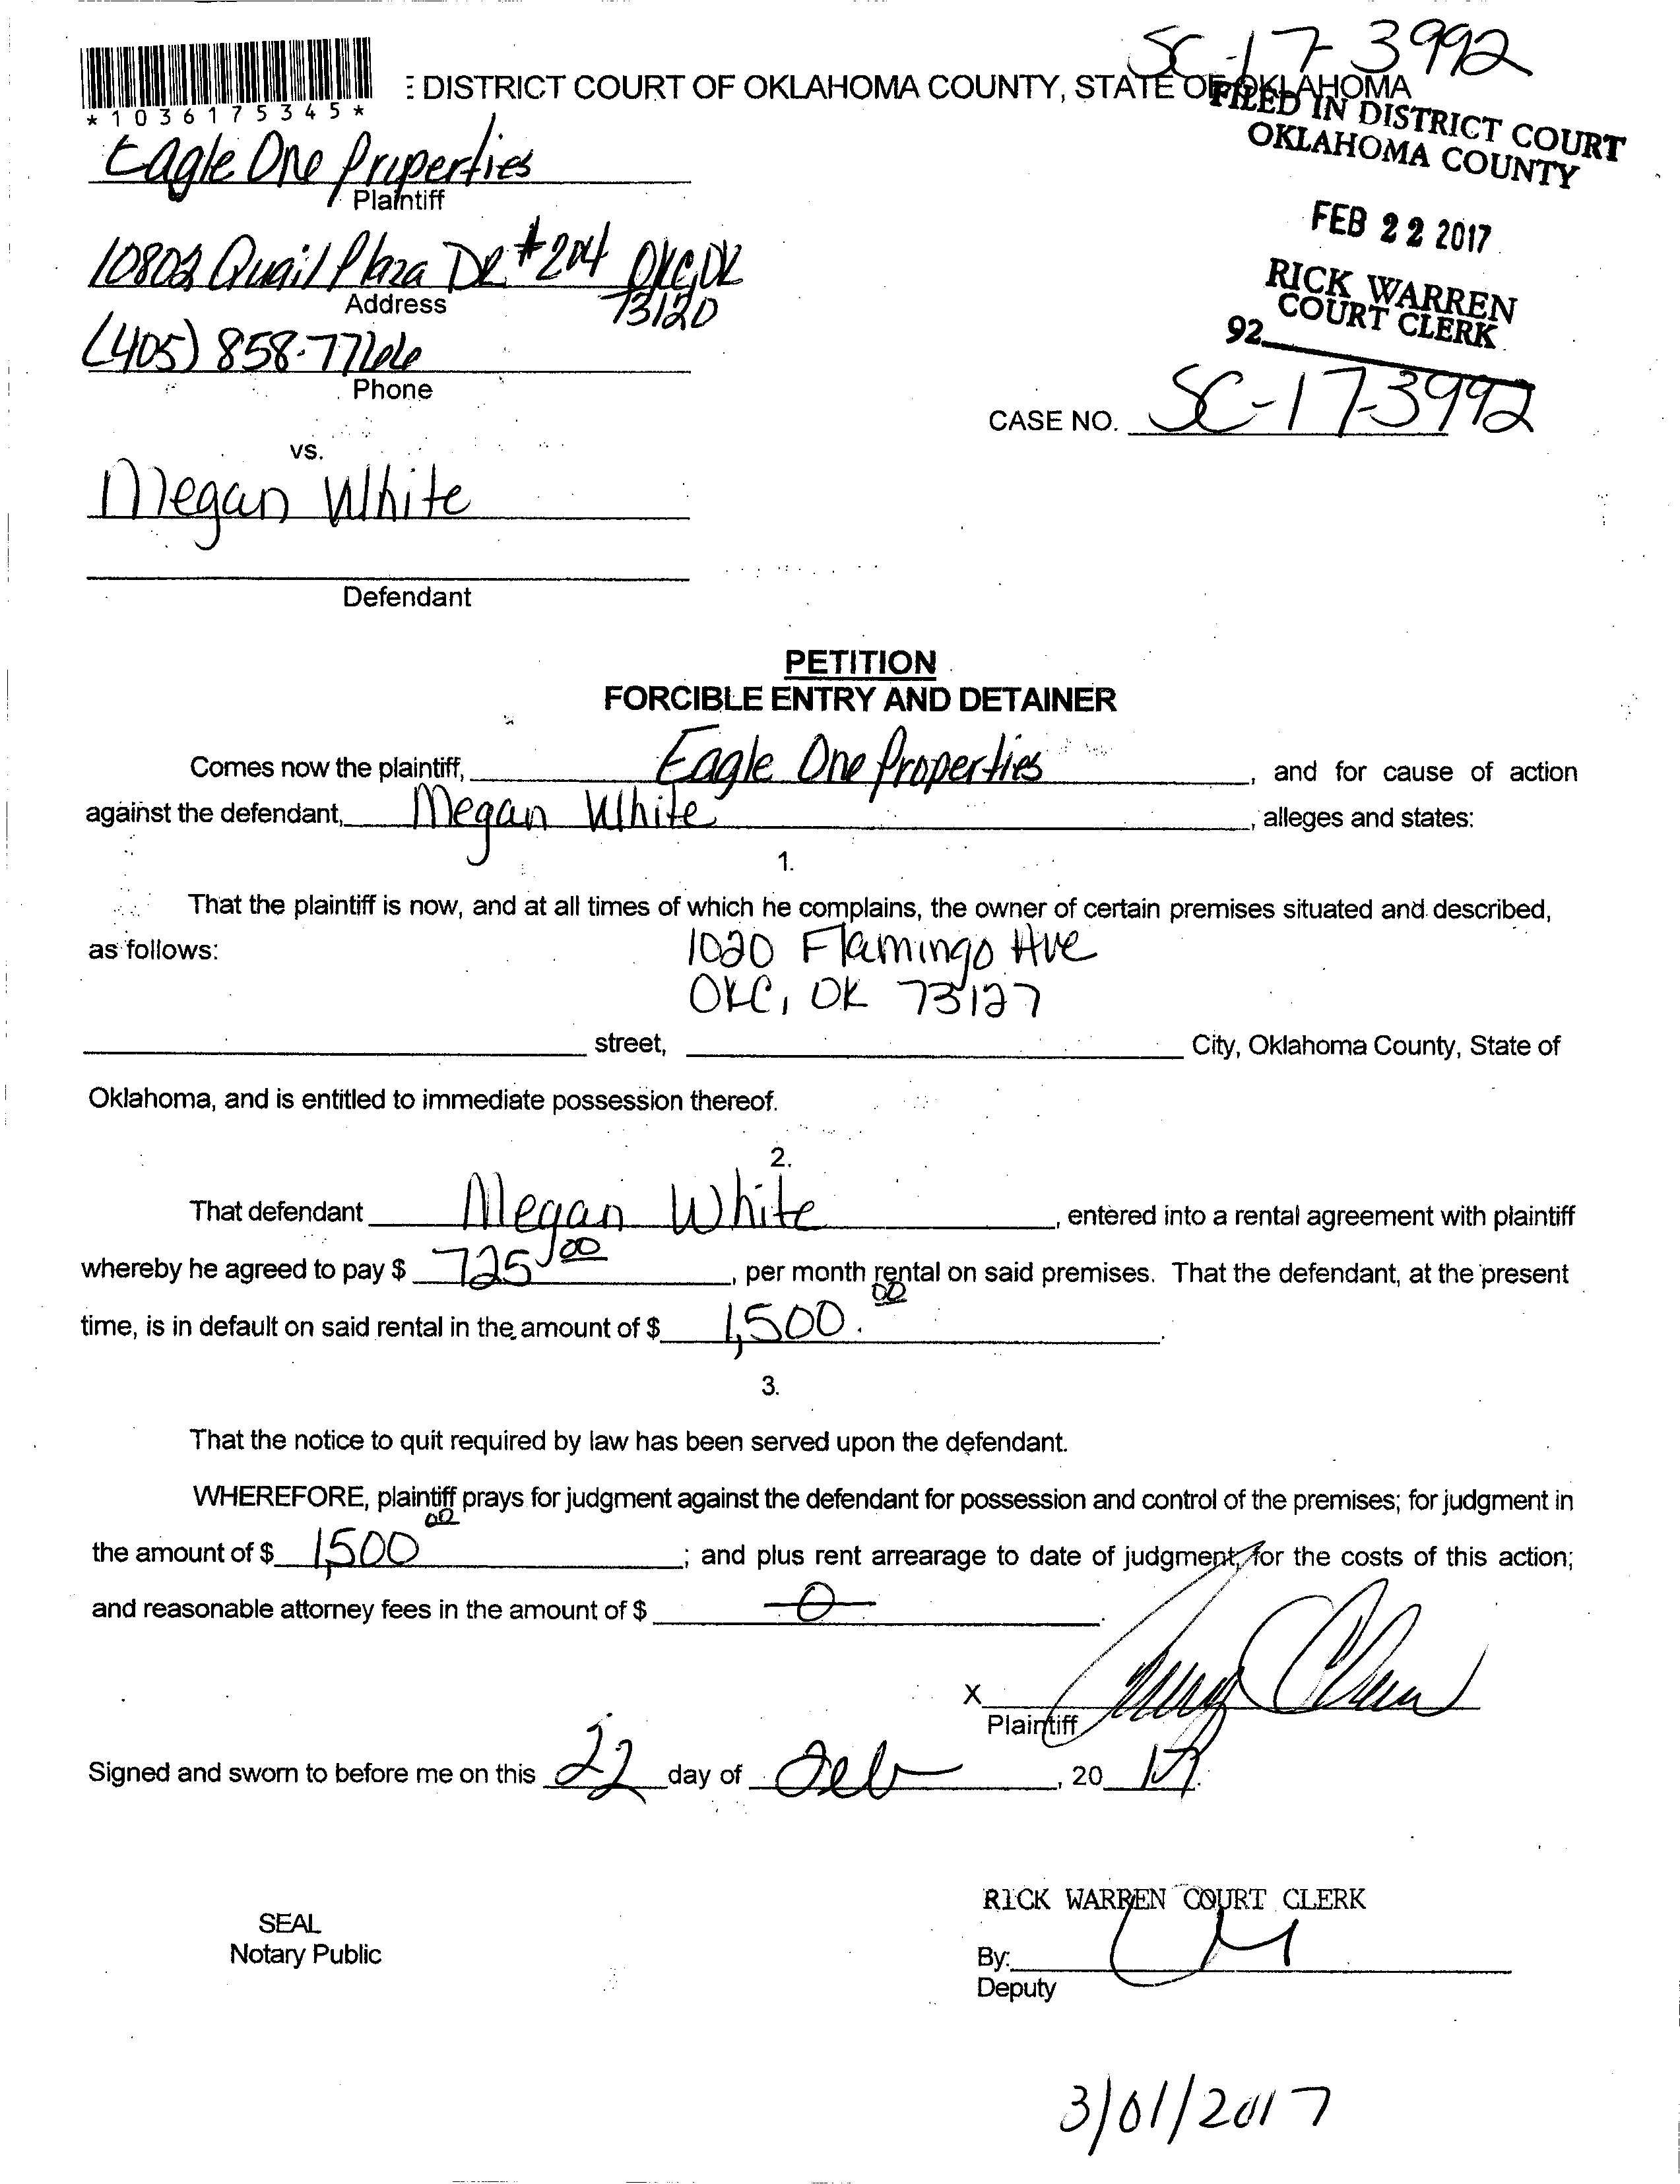 SC-17-3992
E DISTRICT COURT OF OKLAHOMA COUNTY, STATE OF OKLAHOMA
*1036175345*
FILED IN DISTRICT COURT
OKLAHOMA COUNTY
Eagle One Properties
Plaintiff
FEB 22 2017
10802 Quail Plaza DR #204 OKC, OK
73120
Address
RICK WARREN
COURT CLERK
92
(405) 858-7766
Phone
CASE NO. SC-17-3992
vs.
Megan White
Defendant
PETITION
FORCIBLE ENTRY AND DETAINER
Comes now the plaintiff, Eagle One Properties, and for cause of action
against the defendant, Megan White, alleges and states:
1.
That the plaintiff is now, and at all times of which he complains, the owner of certain premises situated and described,
as follows: 1020 Flamingo Ave
OKC, OK 73127
street, City, Oklahoma County, State of
Oklahoma, and is entitled to immediate possession thereof.
2.
That defendant Megan White, entered into a rental agreement with plaintiff
whereby he agreed to pay $ 725.00, per month rental on said premises. That the defendant, at the present
time, is in default on said rental in the amount of $ 1,500.00.
3.
That the notice to quit required by law has been served upon the defendant.
WHEREFORE, plaintiff prays for judgment against the defendant for possession and control of the premises; for judgment in
the amount of $ 1,500 00; and plus rent arrearage to date of judgment; for the costs of this action;
and reasonable attorney fees in the amount of $ 0.
X
Plaintiff
Signed and sworn to before me on this 22 day of Feb, 20 17.
RICK WARREN COURT CLERK
SEAL
Notary Public
By:
Deputy
3/01/2017